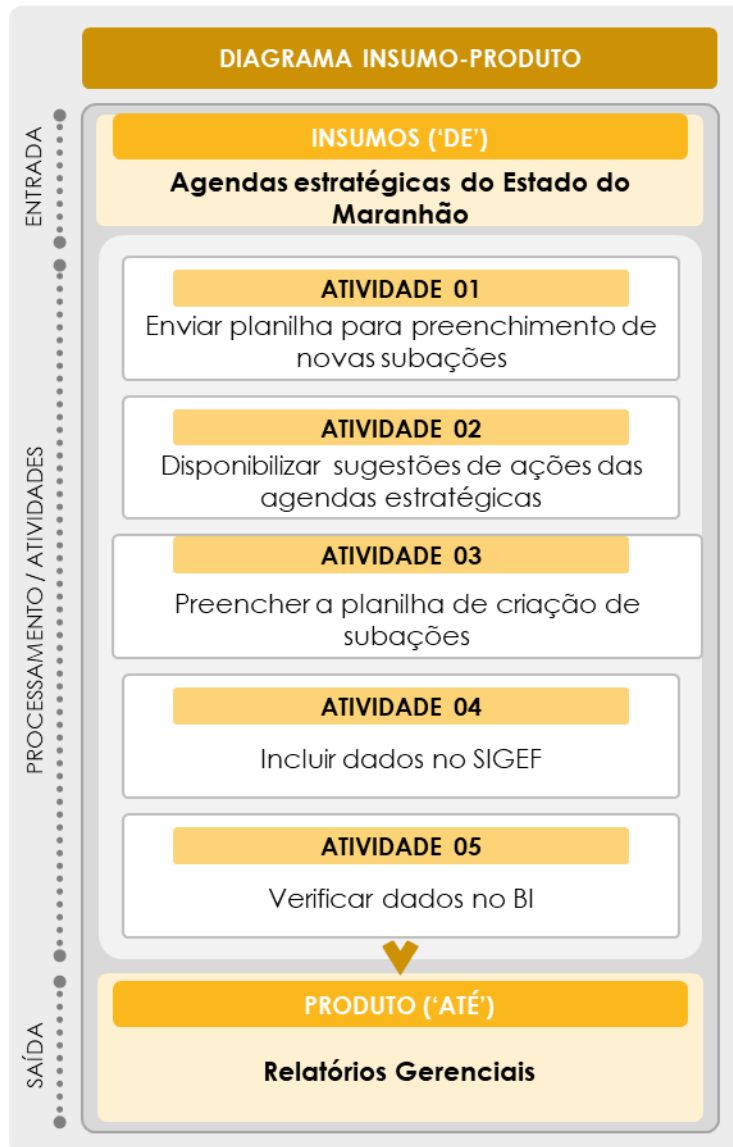 DIAGRAMA INSUMO-PRODUTO
ENTRADA
INSUMOS (‘DE’)
Agendas estratégicas do Estado do
Maranhão
PROCESSAMENTO / ATIVIDADES
ATIVIDADE 01
Enviar planilha para preenchimento de
novas subações
ATIVIDADE 02
Disponibilizar sugestões de ações das
agendas estratégicas
ATIVIDADE 03
Preencher a planilha de criação de
subações
ATIVIDADE 04
Incluir dados no SIGEF
ATIVIDADE 05
Verificar dados no BI
SAÍDA
PRODUTO (‘ATÉ’)
Relatórios Gerenciais